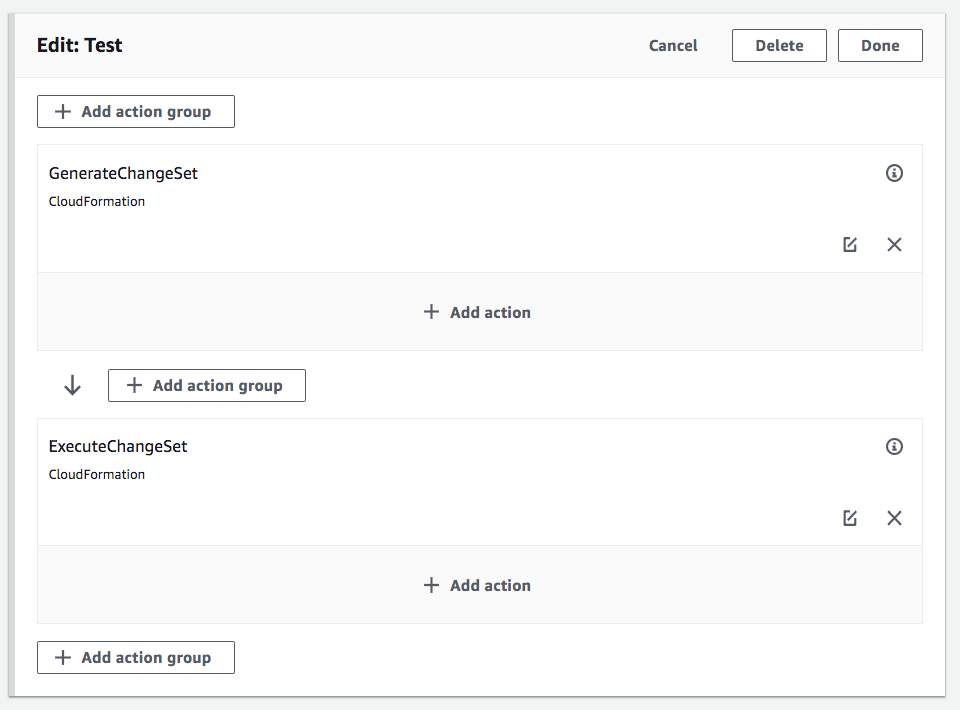 Edit: Test
Cancel
Delete
Done
Add action group
GenerateChangeSet
CloudFormation
Add action
Add action group
ExecuteChangeSet
CloudFormation
Add action
Add action group